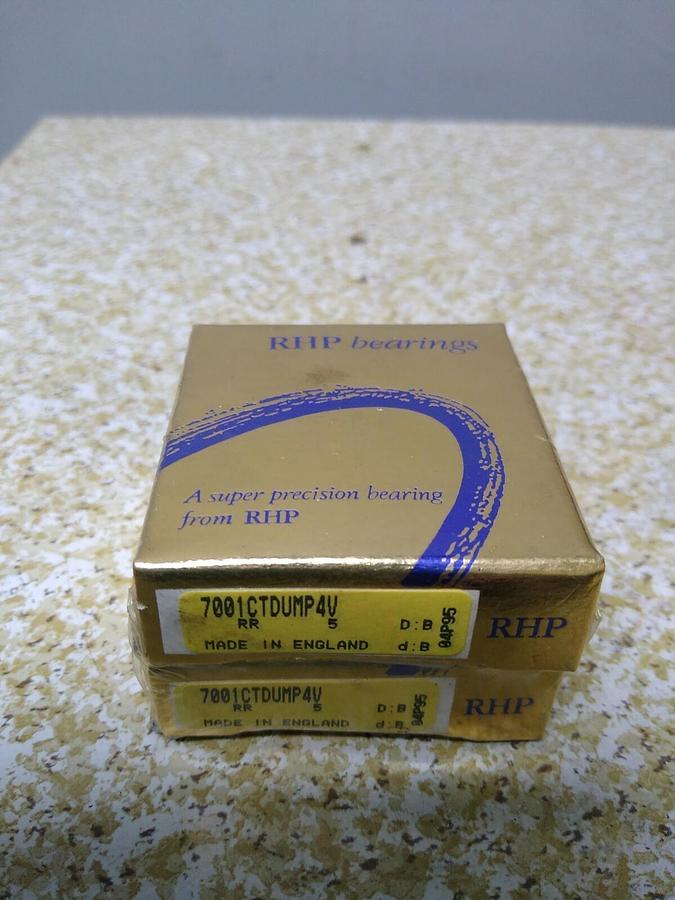 RHP bearings
A super precision bearing
from RHP
7001CTDUMP4V
RR 5 D:B
MADE IN ENGLAND d:B
04P95
RHP
7001CTDUMP4V
RR 5 D:B
MADE IN ENGLAND d:B
04P95
RHP